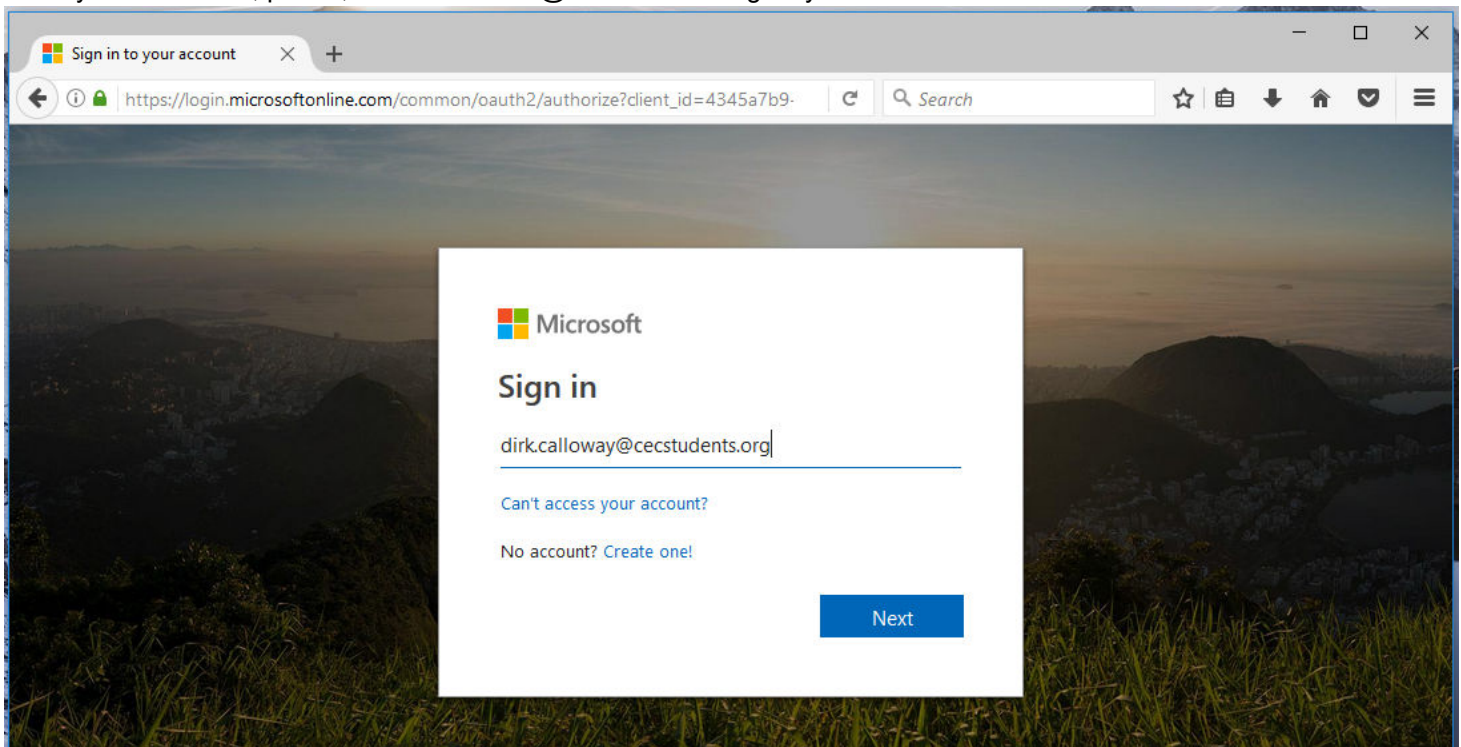 Sign in to your account
https://login.microsoftonline.com/common/oauth2/authorize?client_id=4345a7b9-
Search
Microsoft
Sign in
dirk.calloway@cecstudents.org
Can't access your account?
No account? Create one!
Next